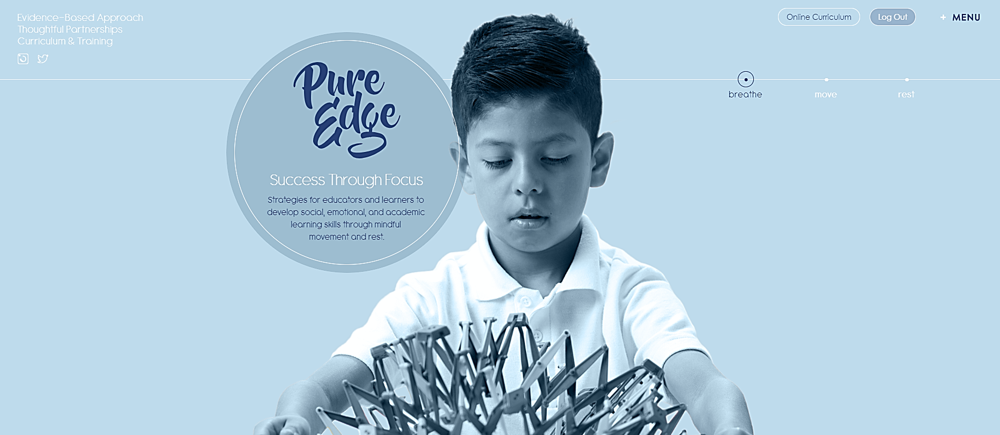 Evidence-Based Approach
Thoughtful Partnerships
Curriculum & Training
Online Curriculum
Log Out
+ MENU
breathe
move
rest
Pure
Edge
Success Through Focus
Strategies for educators and learners to
develop social, emotional, and academic
learning skills through mindful
movement and rest.